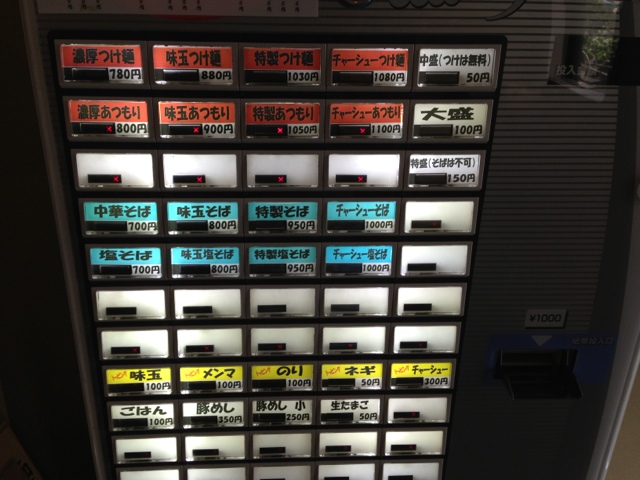 濃厚つけ麺 味玉つけ麺 特製つけ麺 チャーシューつけ麺 中盛(つけは無料)
780円 880円 1030円 1080円 50円
濃厚あつもり 味玉あつもり 特製あつもり チャーシューあつもり 大盛
800円 900円 1050円 1100円 100円
特盛(そばは不可)
150円
中華そば 味玉そば 特製そば チャーシューそば
700円 800円 950円 1000円
塩そば 味玉塩そば 特製塩そば チャーシュー塩そば
700円 800円 950円 1000円
¥1000
味玉 メンマ のり ネギ チャーシュー
100円 100円 100円 50円 300円
ごはん 豚めし 豚めし 小 生たまご
100円 350円 250円 50円